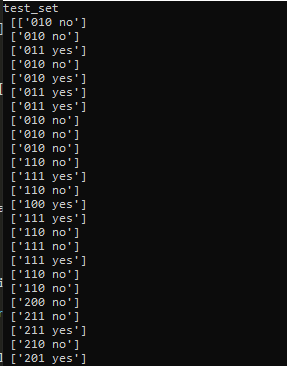 test_set
[['010 no']
['010 no']
['011 yes']
['010 no']
['010 yes']
['011 yes']
['011 yes']
['010 no']
['010 no']
['010 no']
['110 no']
['111 yes']
['110 no']
['100 yes']
['111 yes']
['110 no']
['111 no']
['111 yes']
['110 no']
['110 no']
['200 no']
['211 no']
['211 yes']
['210 no']
['201 yes']